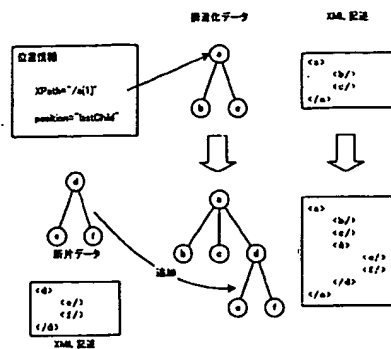 構造化データ
XML 記述
位置情報
XPath="/a[1]"
position="lastChild"
a
b
c
<a>
<b/>
<c/>
</a>
d
e
f
断片データ
追加
a
b
c
d
e
f
<a>
<b/>
<c/>
<d>
<e/>
<f/>
</d>
</a>
<d>
<e/>
<f/>
</d>
XML 記述